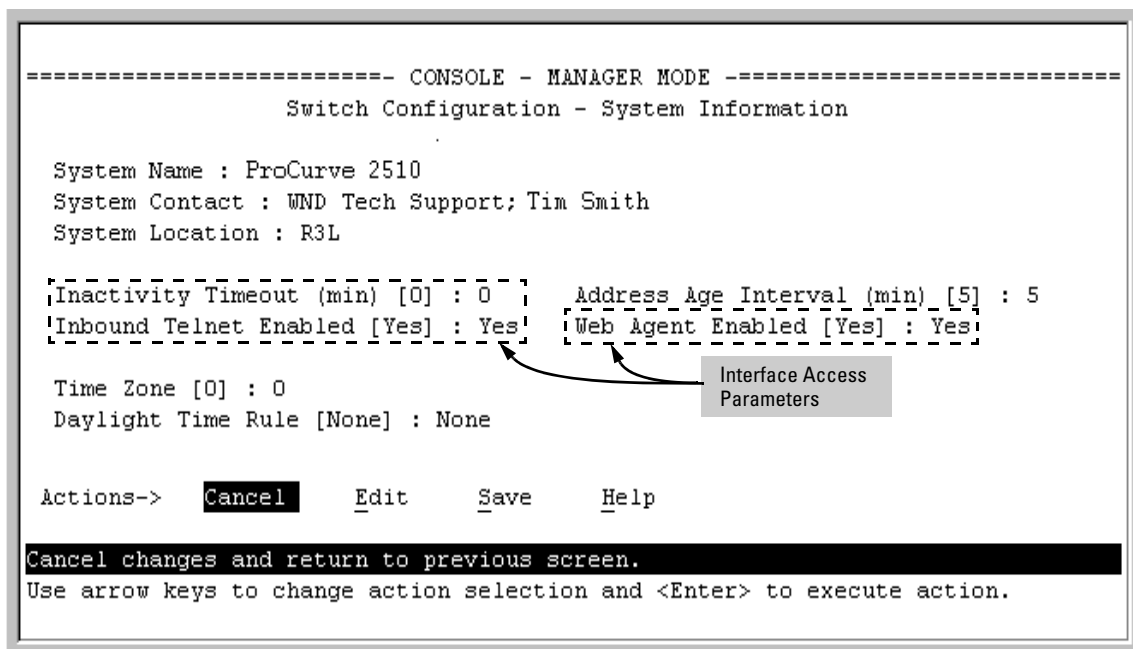 ===========================- CONSOLE - MANAGER MODE -============================
Switch Configuration - System Information
System Name : ProCurve 2510
System Contact : WND Tech Support; Tim Smith
System Location : R3L
Inactivity Timeout (min) [0] : 0 Address Age Interval (min) [5] : 5
Inbound Telnet Enabled [Yes] : Yes Web Agent Enabled [Yes] : Yes
Interface Access
Parameters
Time Zone [0] : 0
Daylight Time Rule [None] : None
Actions-> Cancel Edit Save Help
Cancel changes and return to previous screen.
Use arrow keys to change action selection and <Enter> to execute action.